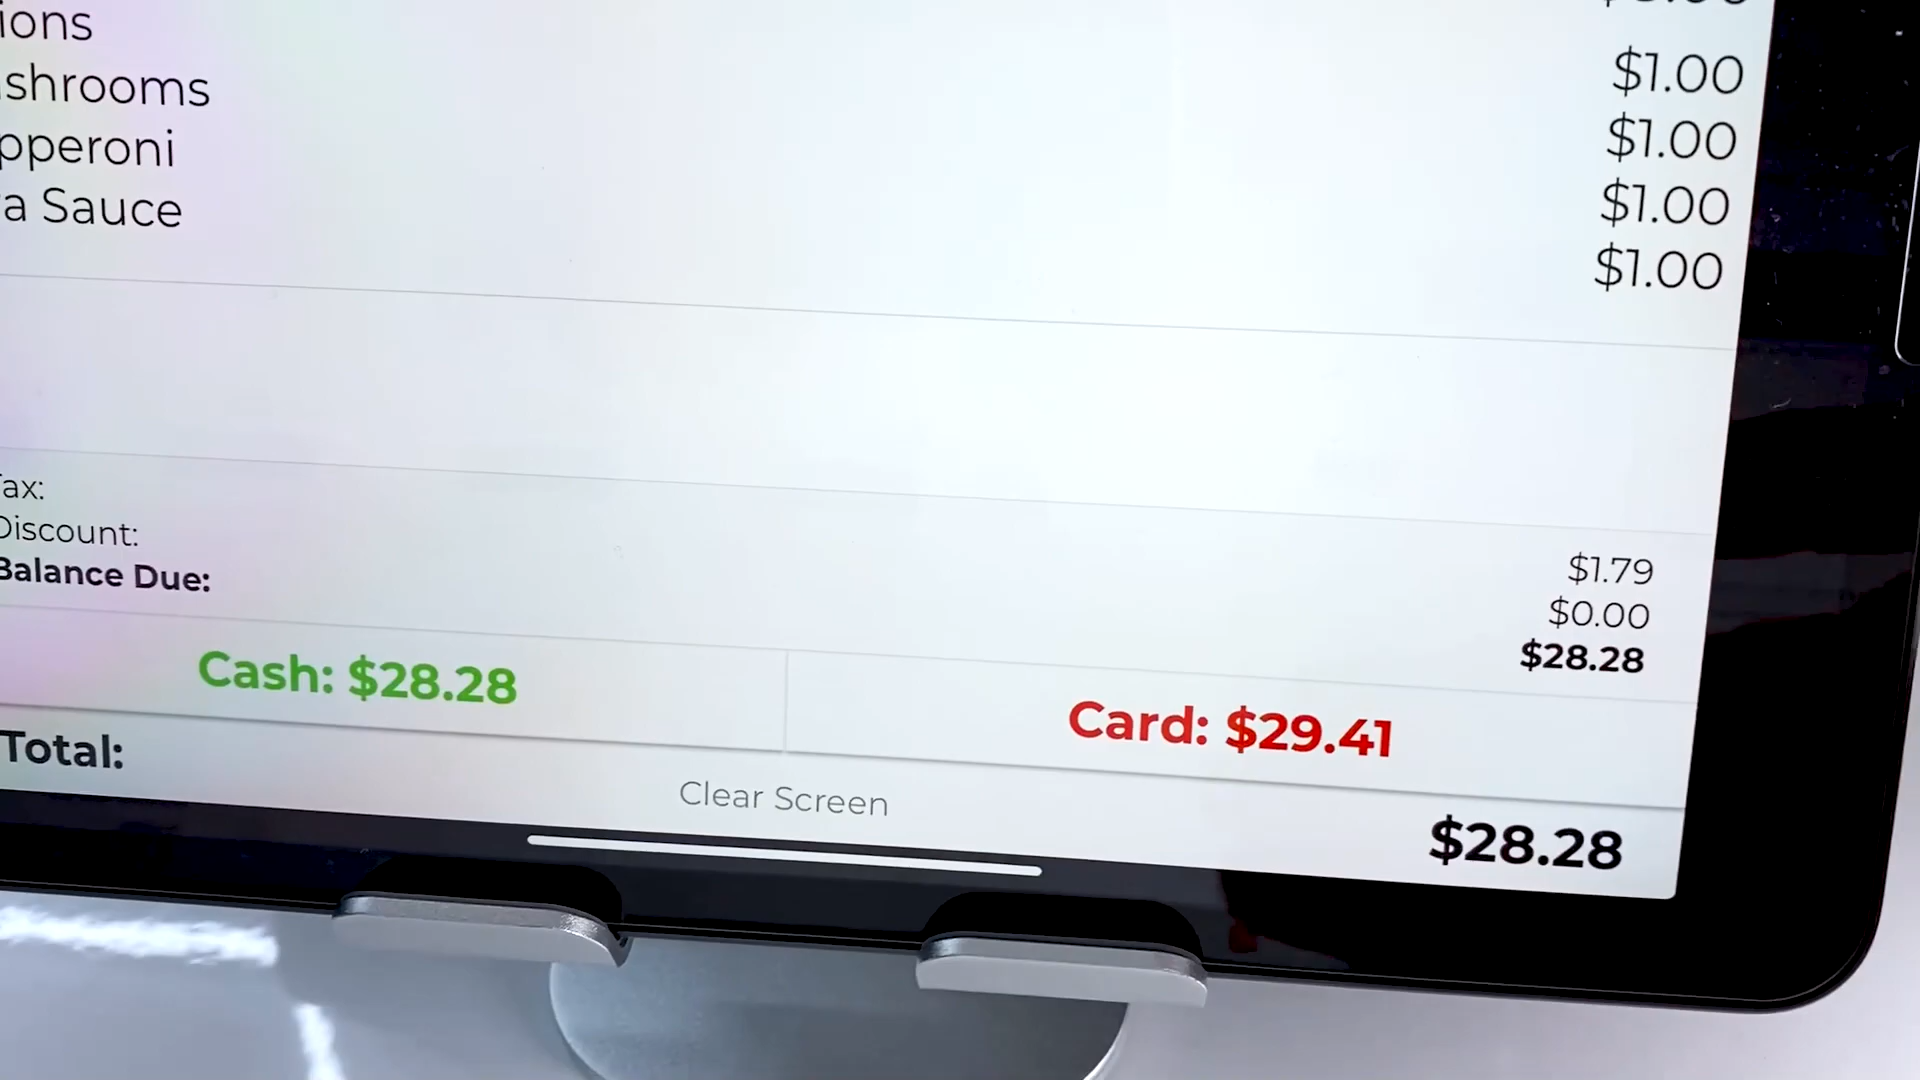 ions $1.00
shrooms $1.00
pperoni $1.00
a Sauce $1.00
Tax: $1.79
Discount: $0.00
Balance Due: $28.28
Cash: $28.28 Card: $29.41
Total: $28.28
Clear Screen